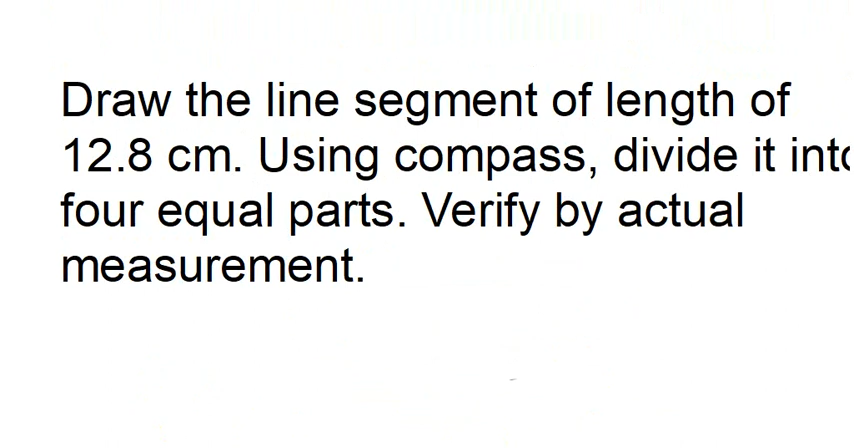 Draw the line segment of length of
12.8 cm. Using compass, divide it into
four equal parts. Verify by actual
measurement.